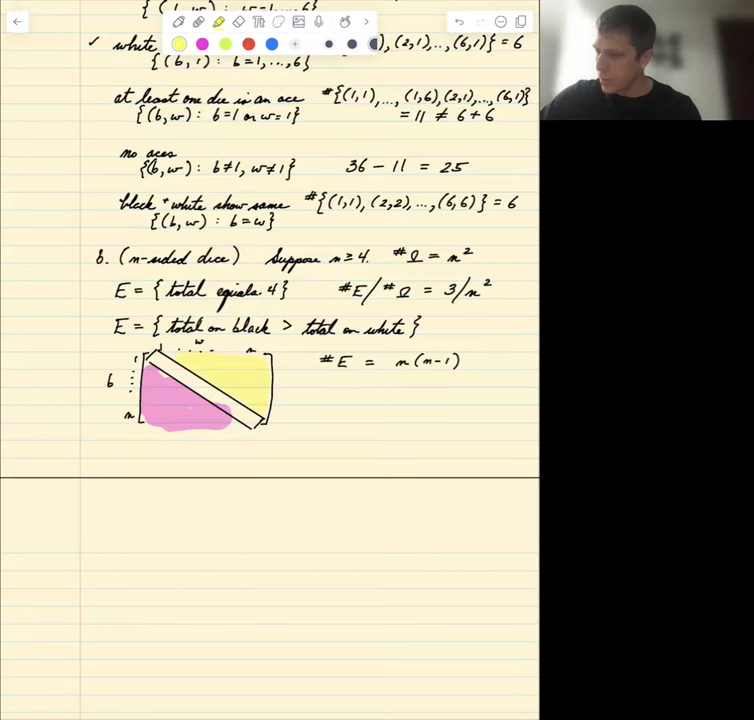 ✓ white ), (2,1),.., (6,1)} = 6
{(b, 1) : b=1,...,6}
at least one die is an ace #{(1,1),..., (1,6), (2,1),..., (6,1)}
{(b,w) : b=1 or w=1} = 11 ≠ 6+6
no aces
{(b,w) : b≠1, w≠1} 36 - 11 = 25
black + white show same #{(1,1), (2,2), ..., (6,6)} = 6
{(b,w) : b=w}
b. (n-sided dice) Suppose n≥4. #Ω = n²
E = {total equals 4} #E/#Ω = 3/n²
E = {total on black > total on white}
w
1 n
1 #E = n(n-1)
b
n